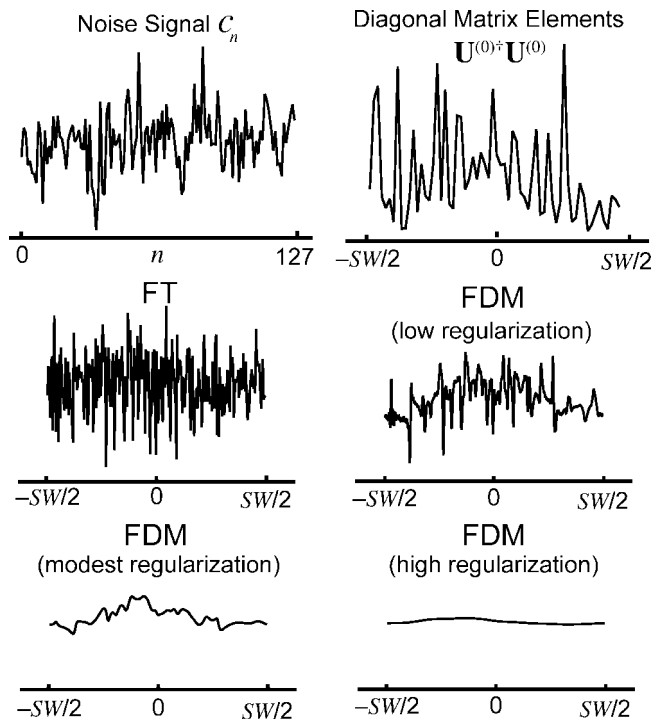 Noise Signal Cn
0 n 127
Diagonal Matrix Elements
U(0)†U(0)
−SW/2 0 SW/2
FT
−SW/2 0 SW/2
FDM
(low regularization)
−SW/2 0 SW/2
FDM
(modest regularization)
−SW/2 0 SW/2
FDM
(high regularization)
−SW/2 0 SW/2